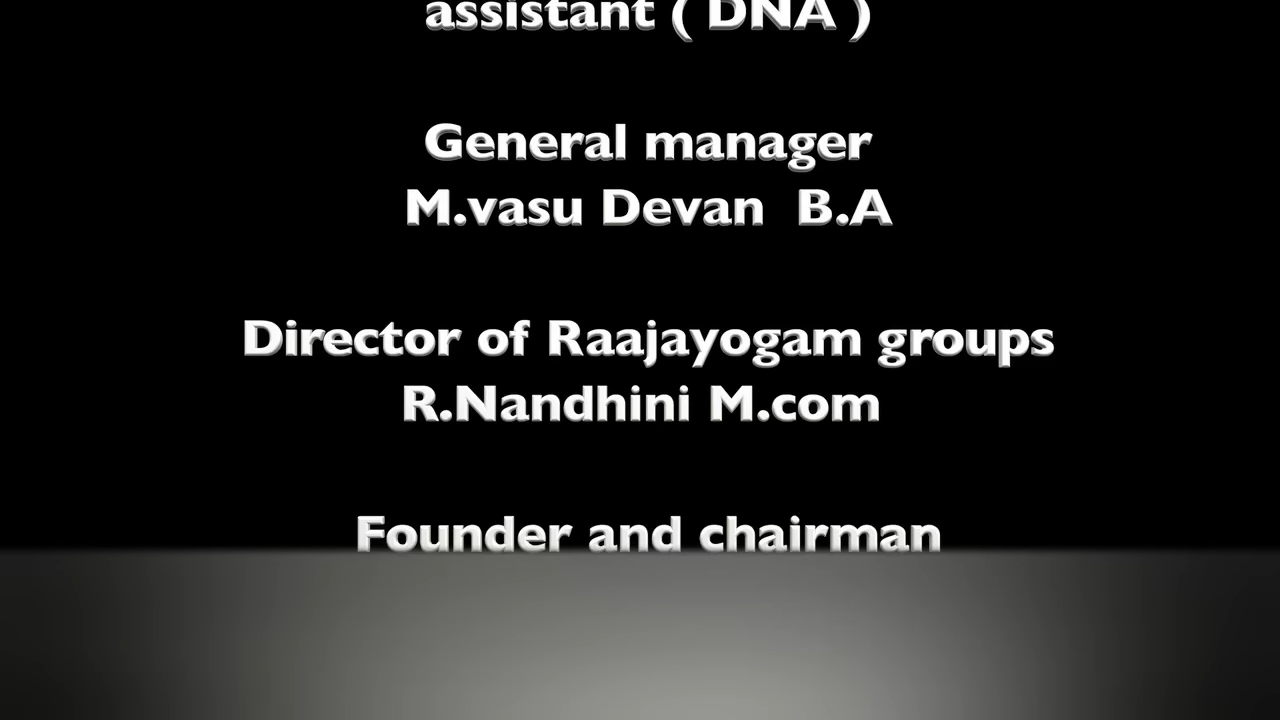 assistant ( DNA )
General manager
M.vasu Devan  B.A
Director of Raajayogam groups
R.Nandhini M.com
Founder and chairman